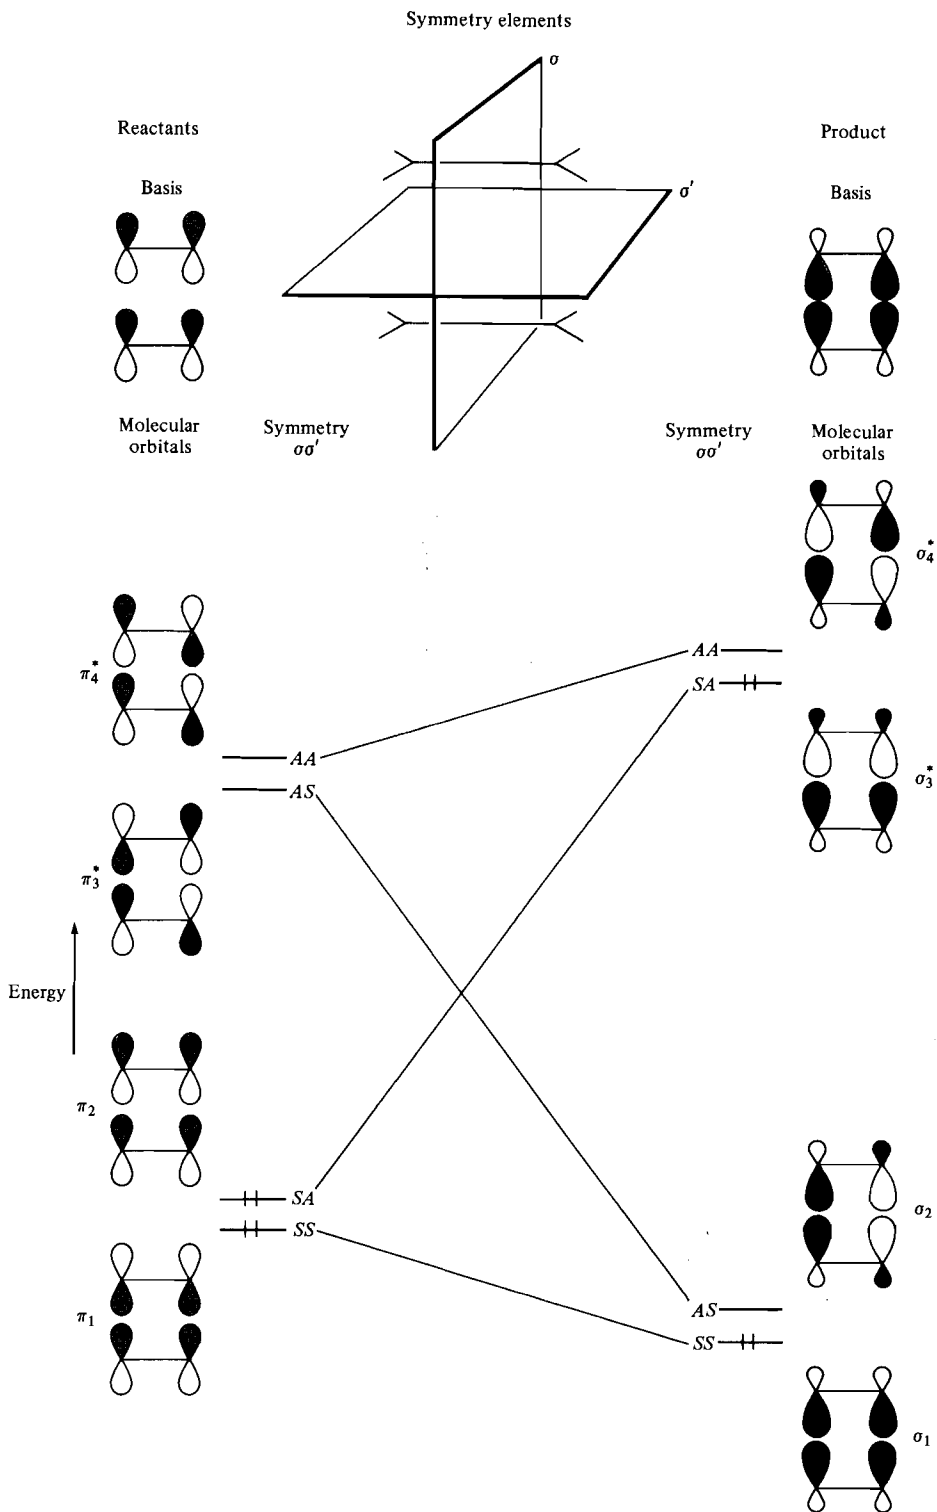 Symmetry elements
σ
Reactants
Product
Basis
σ′
Basis
Molecular
orbitals
Symmetry
σσ′
Symmetry
σσ′
Molecular
orbitals
σ₄*
π₄*
AA
SA
AA
AS
σ₃*
π₃*
Energy
π₂
SA
SS
σ₂
π₁
AS
SS
σ₁